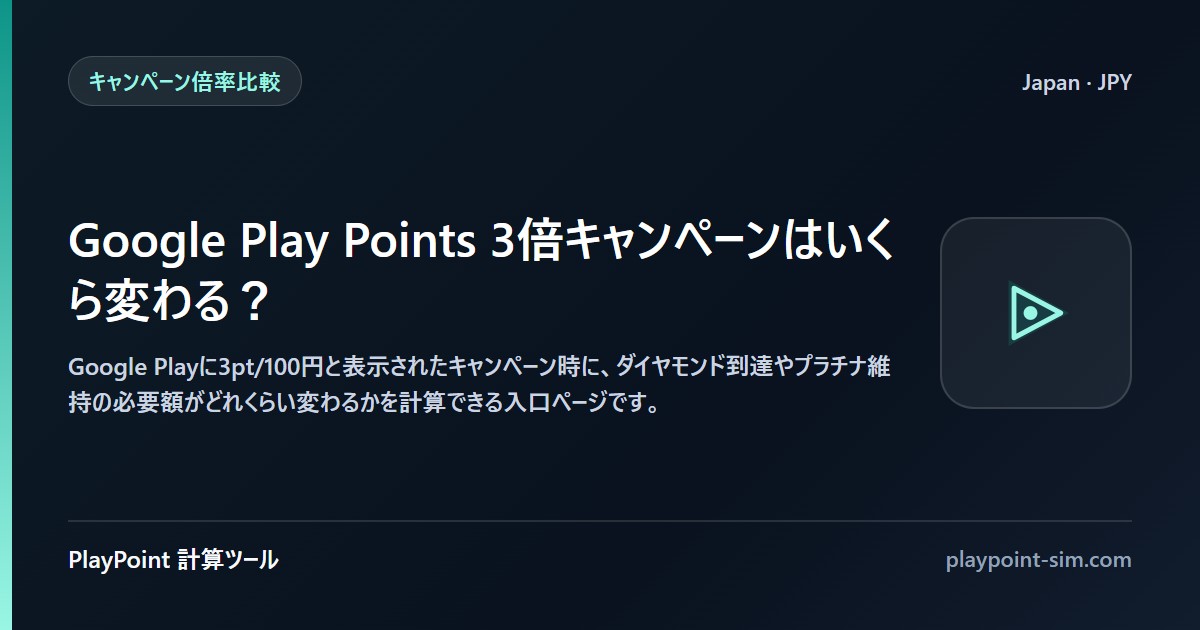 キャンペーン倍率比較
Japan · JPY
Google Play Points 3倍キャンペーンはいく
ら変わる？
Google Playに3pt/100円と表示されたキャンペーン時に、ダイヤモンド到達やプラチナ維
持の必要額がどれくらい変わるかを計算できる入口ページです。
PlayPoint 計算ツール
playpoint-sim.com